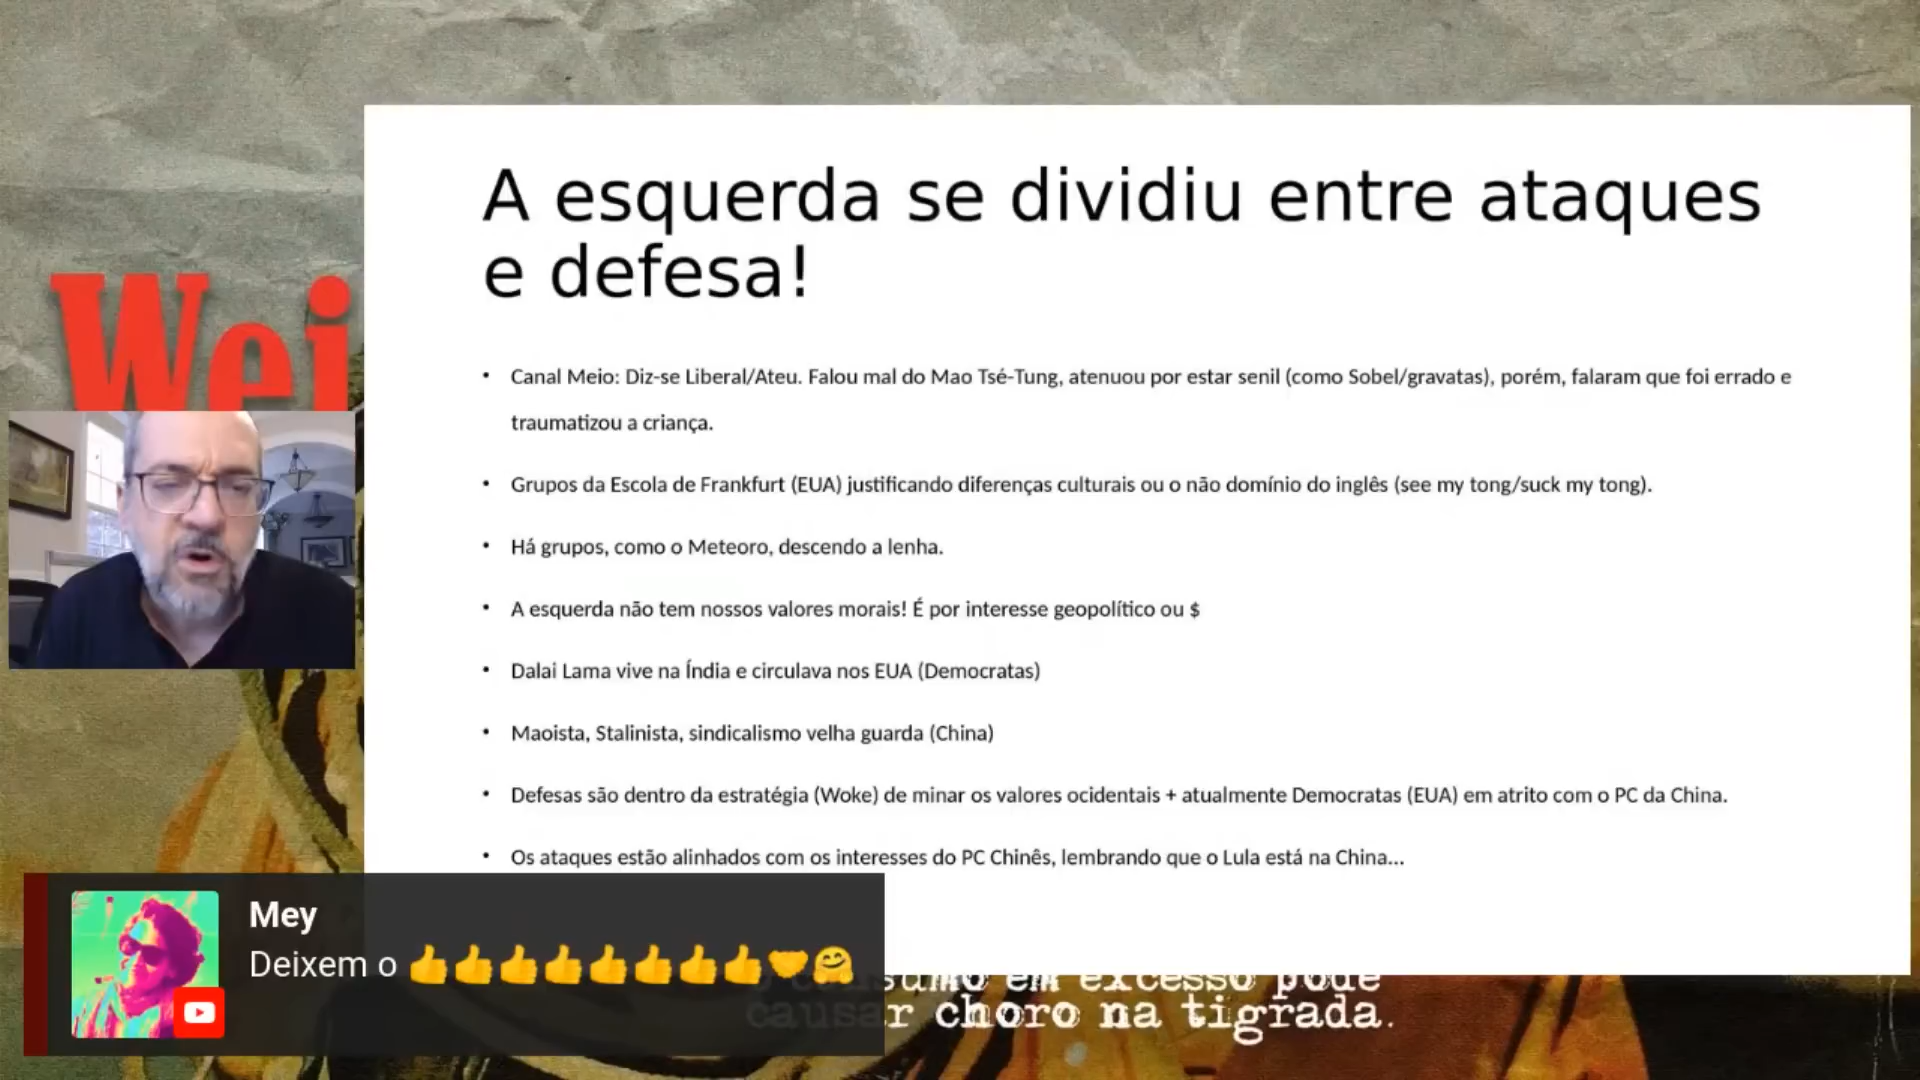 A esquerda se dividiu entre ataques
e defesa!
Wei
• Canal Meio: Diz-se Liberal/Ateu. Falou mal do Mao Tsé-Tung, atenuou por estar senil (como Sobel/gravatas), porém, falaram que foi errado e
traumatizou a criança.
• Grupos da Escola de Frankfurt (EUA) justificando diferenças culturais ou o não domínio do inglês (see my tong/suck my tong).
• Há grupos, como o Meteoro, descendo a lenha.
• A esquerda não tem nossos valores morais! É por interesse geopolítico ou $
• Dalai Lama vive na Índia e circulava nos EUA (Democratas)
• Maoista, Stalinista, sindicalismo velha guarda (China)
• Defesas são dentro da estratégia (Woke) de minar os valores ocidentais + atualmente Democratas (EUA) em atrito com o PC da China.
• Os ataques estão alinhados com os interesses do PC Chinês, lembrando que o Lula está na China...
Mey
Deixem o 👍👍👍👍👍👍👍👍🤝🤗
em excesso pode
causar choro na tigrada.